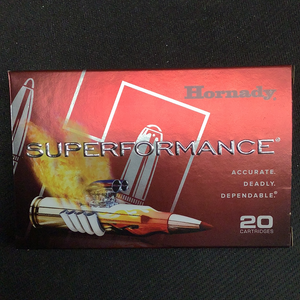 Hornady
SUPERFORMANCE®
ACCURATE.
DEADLY.
DEPENDABLE.®
20
CARTRIDGES